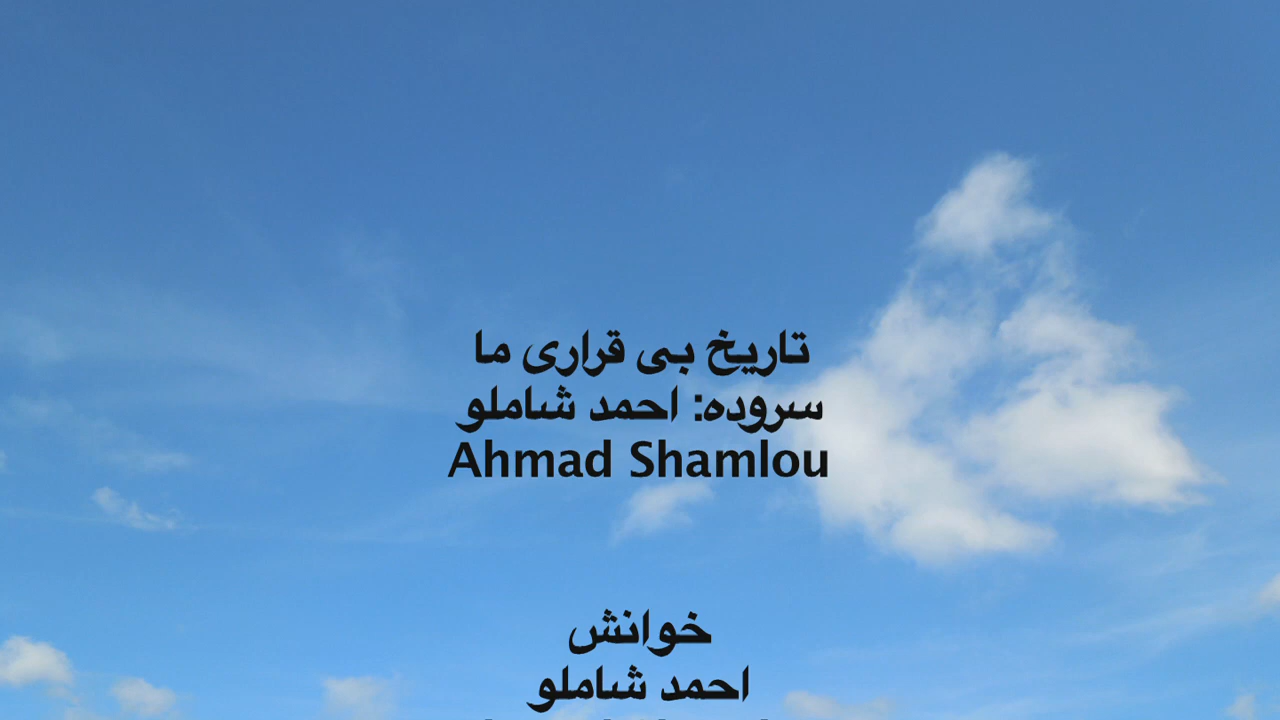 تاریخ بی قراری ما
سروده: احمد شاملو
Ahmad Shamlou
خوانش
احمد شاملو